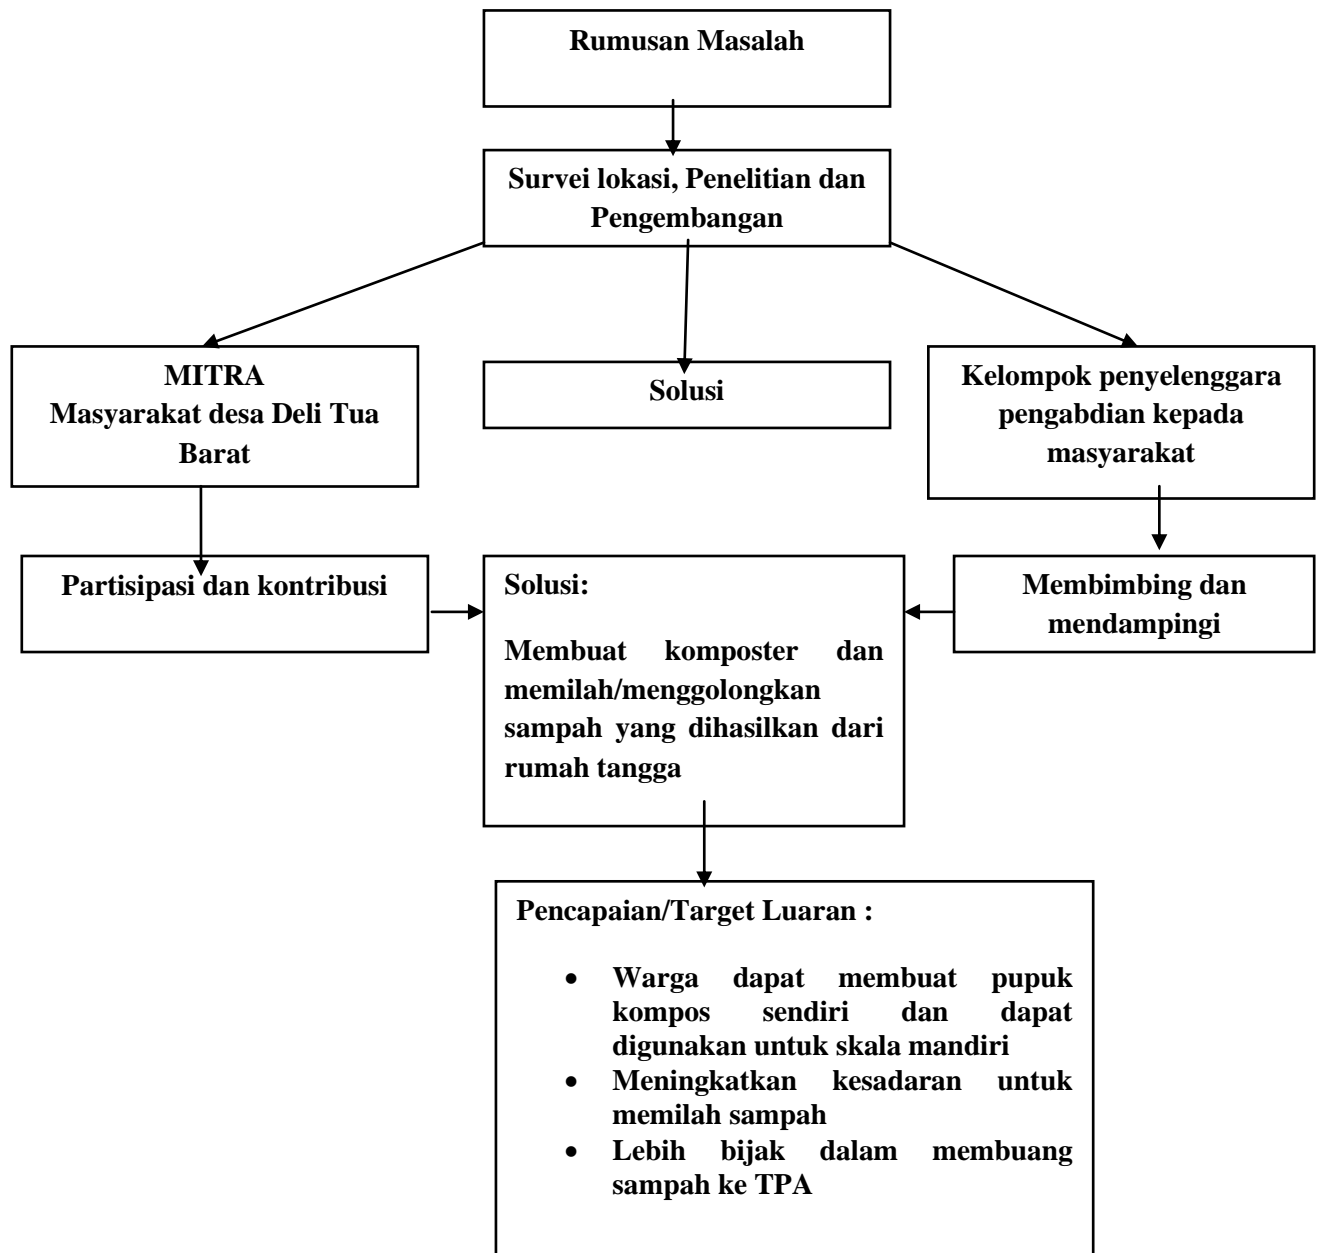 Rumusan Masalah
Survei lokasi, Penelitian dan
Pengembangan
MITRA
Masyarakat desa Deli Tua
Barat
Solusi
Kelompok penyelenggara
pengabdian kepada
masyarakat
Partisipasi dan kontribusi
Solusi:
Membuat komposter dan
memilah/menggolongkan
sampah yang dihasilkan dari
rumah tangga
Membimbing dan
mendampingi
Pencapaian/Target Luaran :
• Warga dapat membuat pupuk
kompos sendiri dan dapat
digunakan untuk skala mandiri
• Meningkatkan kesadaran untuk
memilah sampah
• Lebih bijak dalam membuang
sampah ke TPA